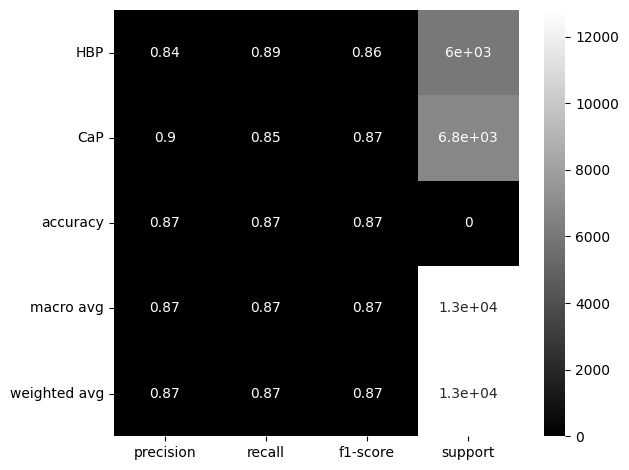 HBP 0.84 0.89 0.86 6e+03
CaP 0.9 0.85 0.87 6.8e+03
accuracy 0.87 0.87 0.87 0
macro avg 0.87 0.87 0.87 1.3e+04
weighted avg 0.87 0.87 0.87 1.3e+04
precision recall f1-score support
12000
10000
8000
6000
4000
2000
0